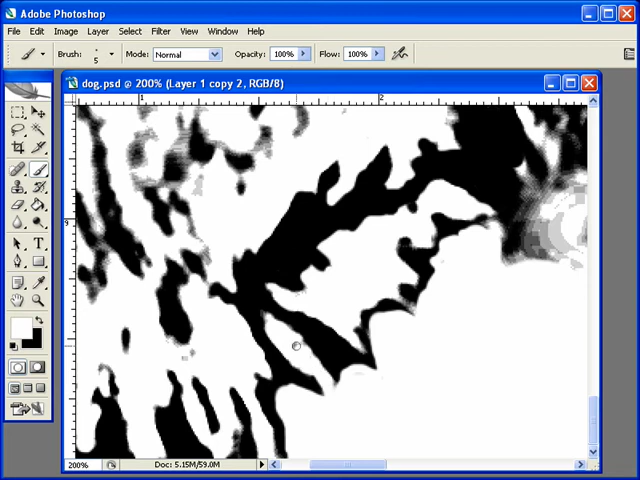 Adobe Photoshop
File Edit Image Layer Select Filter View Window Help
Brush: 5 Mode: Normal Opacity: 100% Flow: 100%
dog.psd @ 200% (Layer 1 copy 2, RGB/8)
1 2
T
200% Doc: 5.15M/59.0M